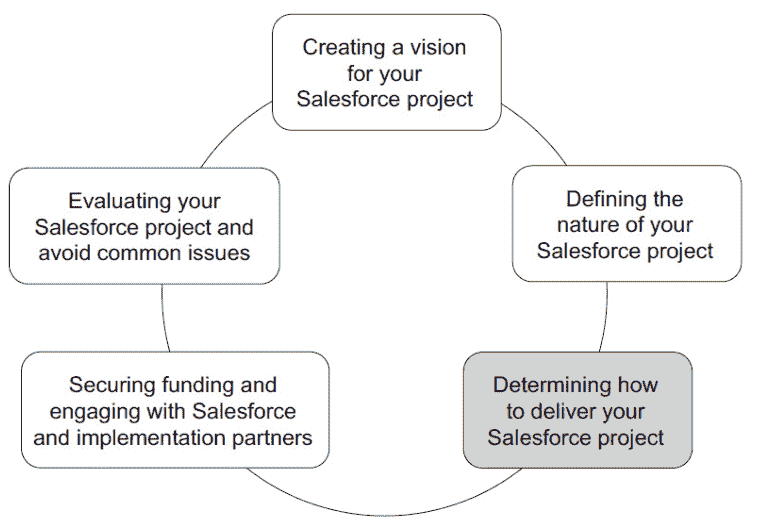 Creating a vision
for your
Salesforce project
Defining the
nature of your
Salesforce project
Determining how
to deliver your
Salesforce project
Securing funding and
engaging with Salesforce
and implementation partners
Evaluating your
Salesforce project and
avoid common issues